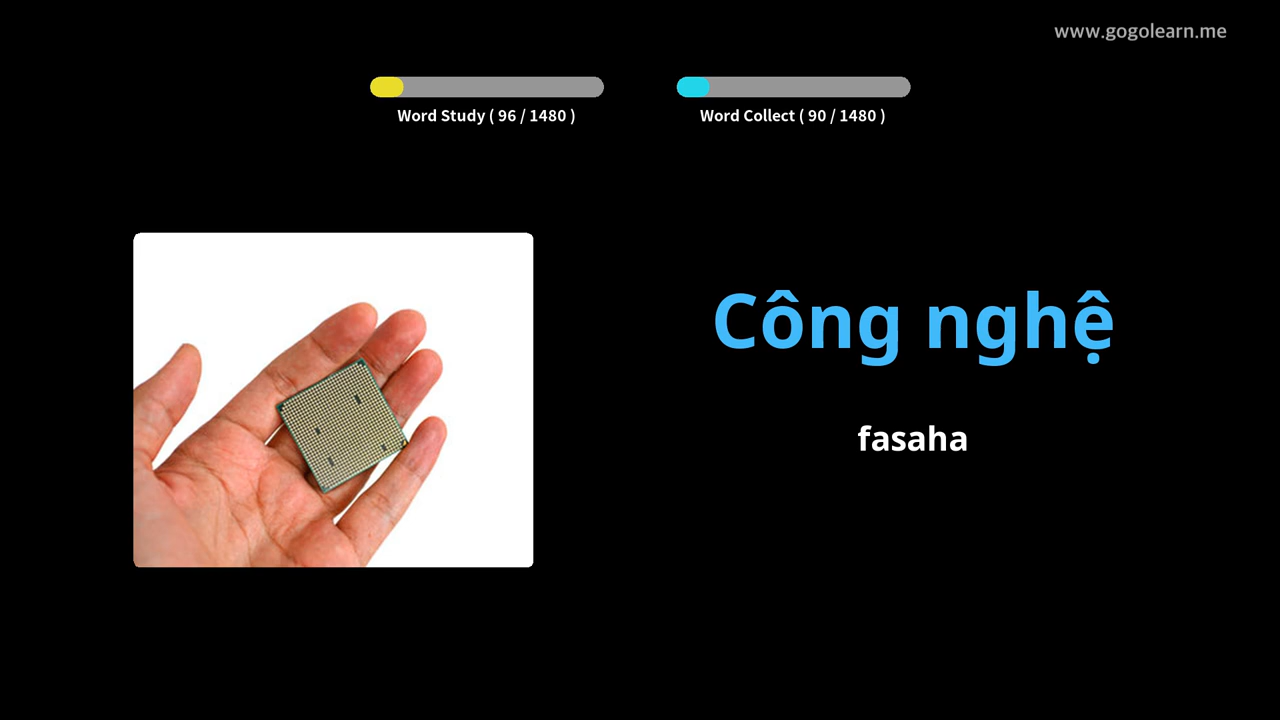 www.gogolearn.me
Word Study ( 96 / 1480 )
Word Collect ( 90 / 1480 )
Công nghệ
fasaha